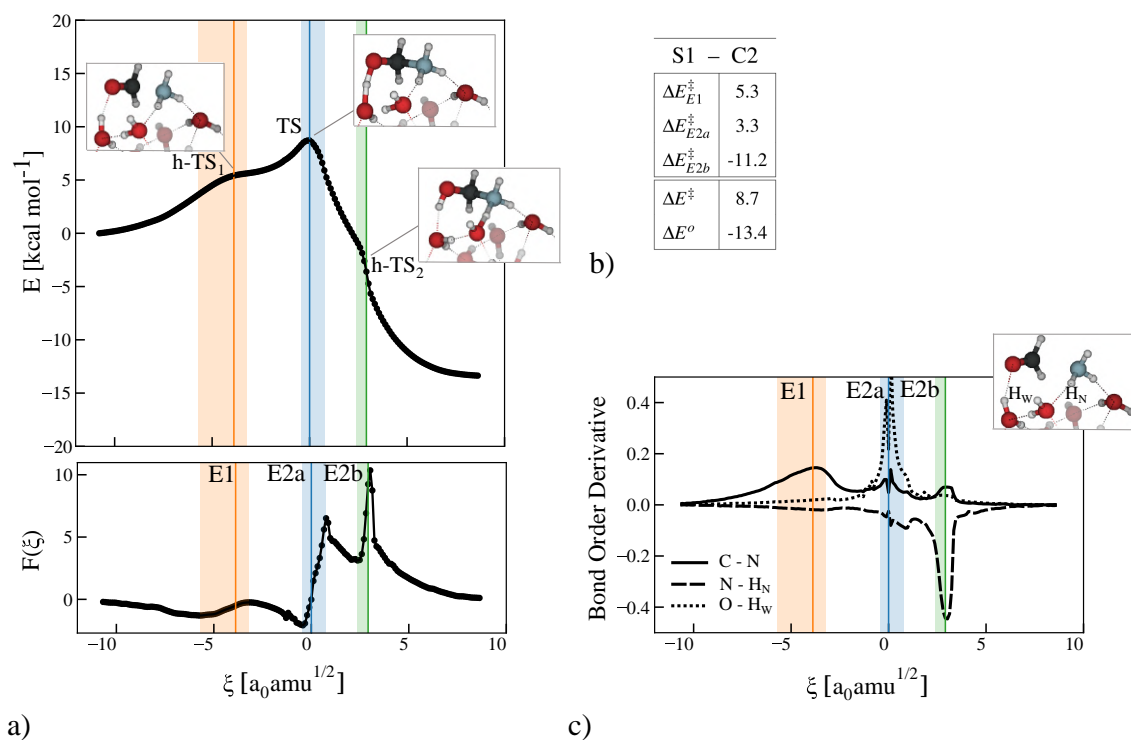 20
15
10
5
0
−5
−10
−15
−20
E [kcal mol⁻¹]
h-TS₁
TS
h-TS₂
10
5
0
F(ξ)
E1
E2a
E2b
−10
−5
0
5
10
ξ [a₀amu^1/2]
a)
S1 – C2
ΔE‡E1 5.3
ΔE‡E2a 3.3
ΔE‡E2b -11.2
ΔE‡ 8.7
ΔEᵒ -13.4
b)
H_W
H_N
E1
E2a
E2b
0.4
0.2
0.0
−0.2
−0.4
Bond Order Derivative
C - N
N - H_N
O - H_W
−10
−5
0
5
10
ξ [a₀amu^1/2]
c)